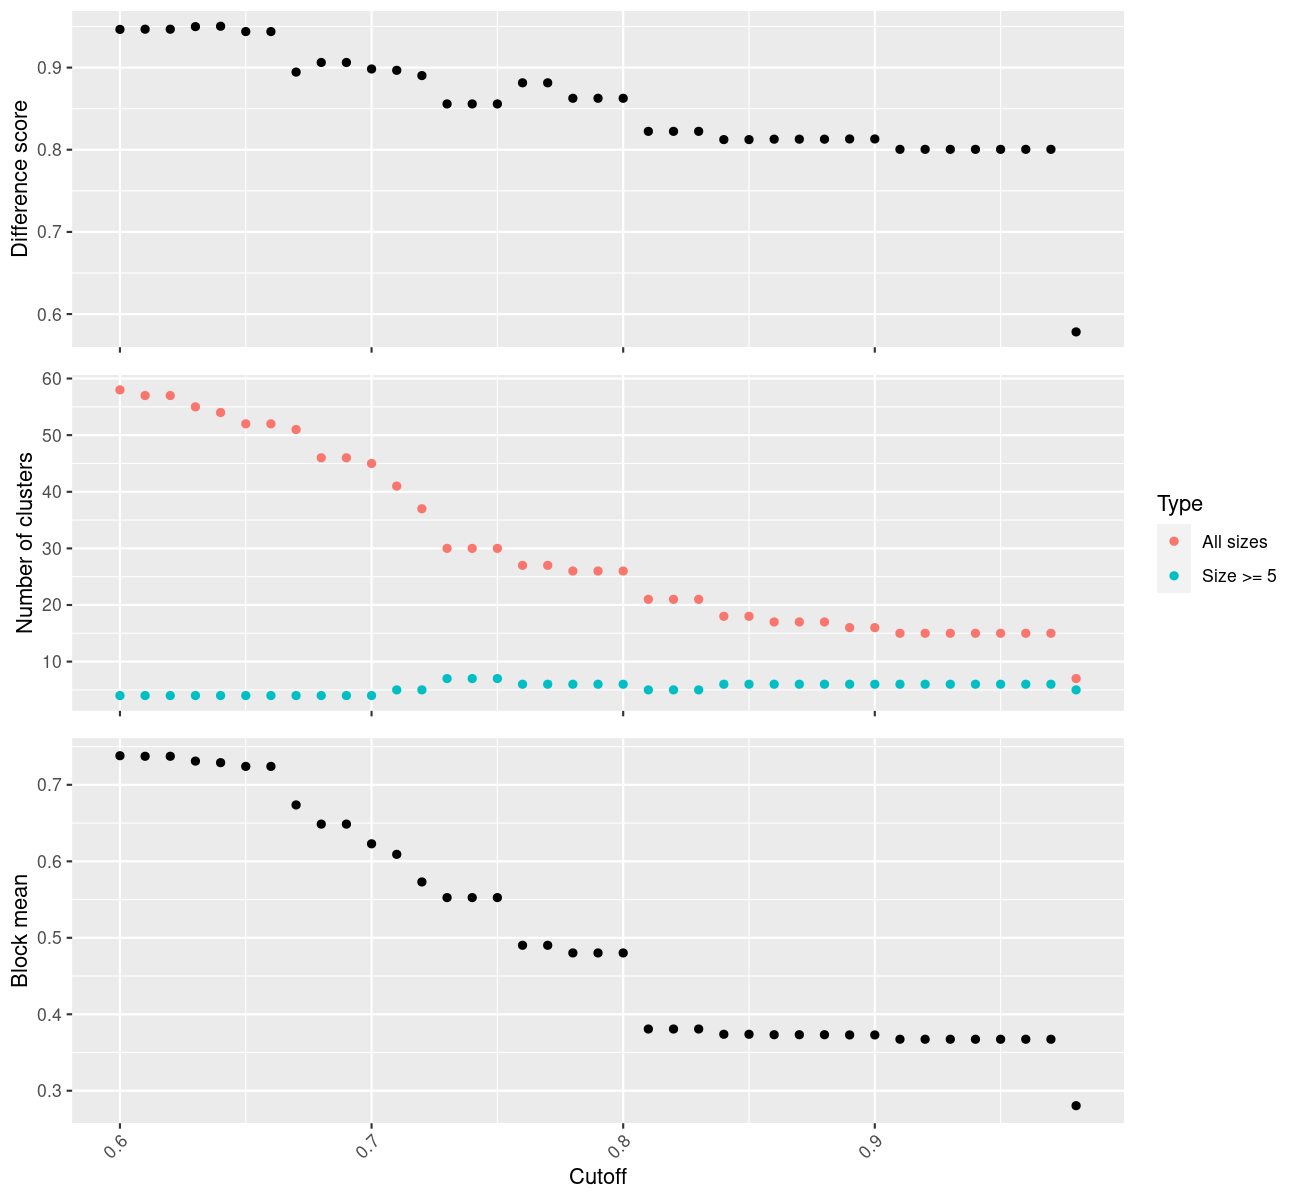 Difference score
0.9
0.8
0.7
0.6
Number of clusters
60
50
40
30
20
10
Type
All sizes
Size >= 5
Block mean
0.7
0.6
0.5
0.4
0.3
0.6
0.7
0.8
0.9
Cutoff